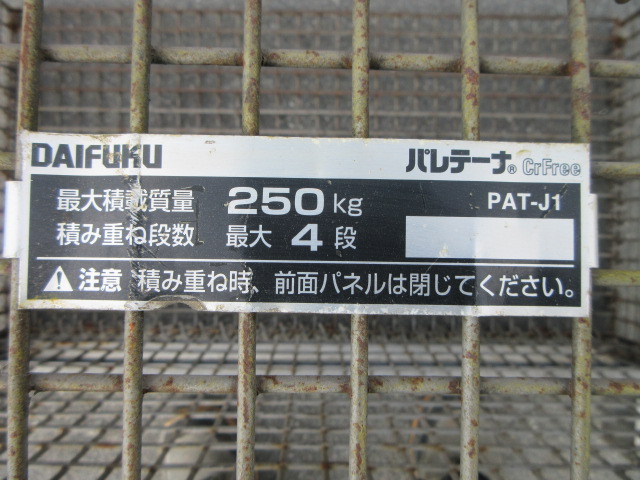 DAIFUKU パレテーナ® CrFree
最大積載質量 250kg PAT-J1
積み重ね段数 最大 4 段
⚠注意 積み重ね時、前面パネルは閉じてください。